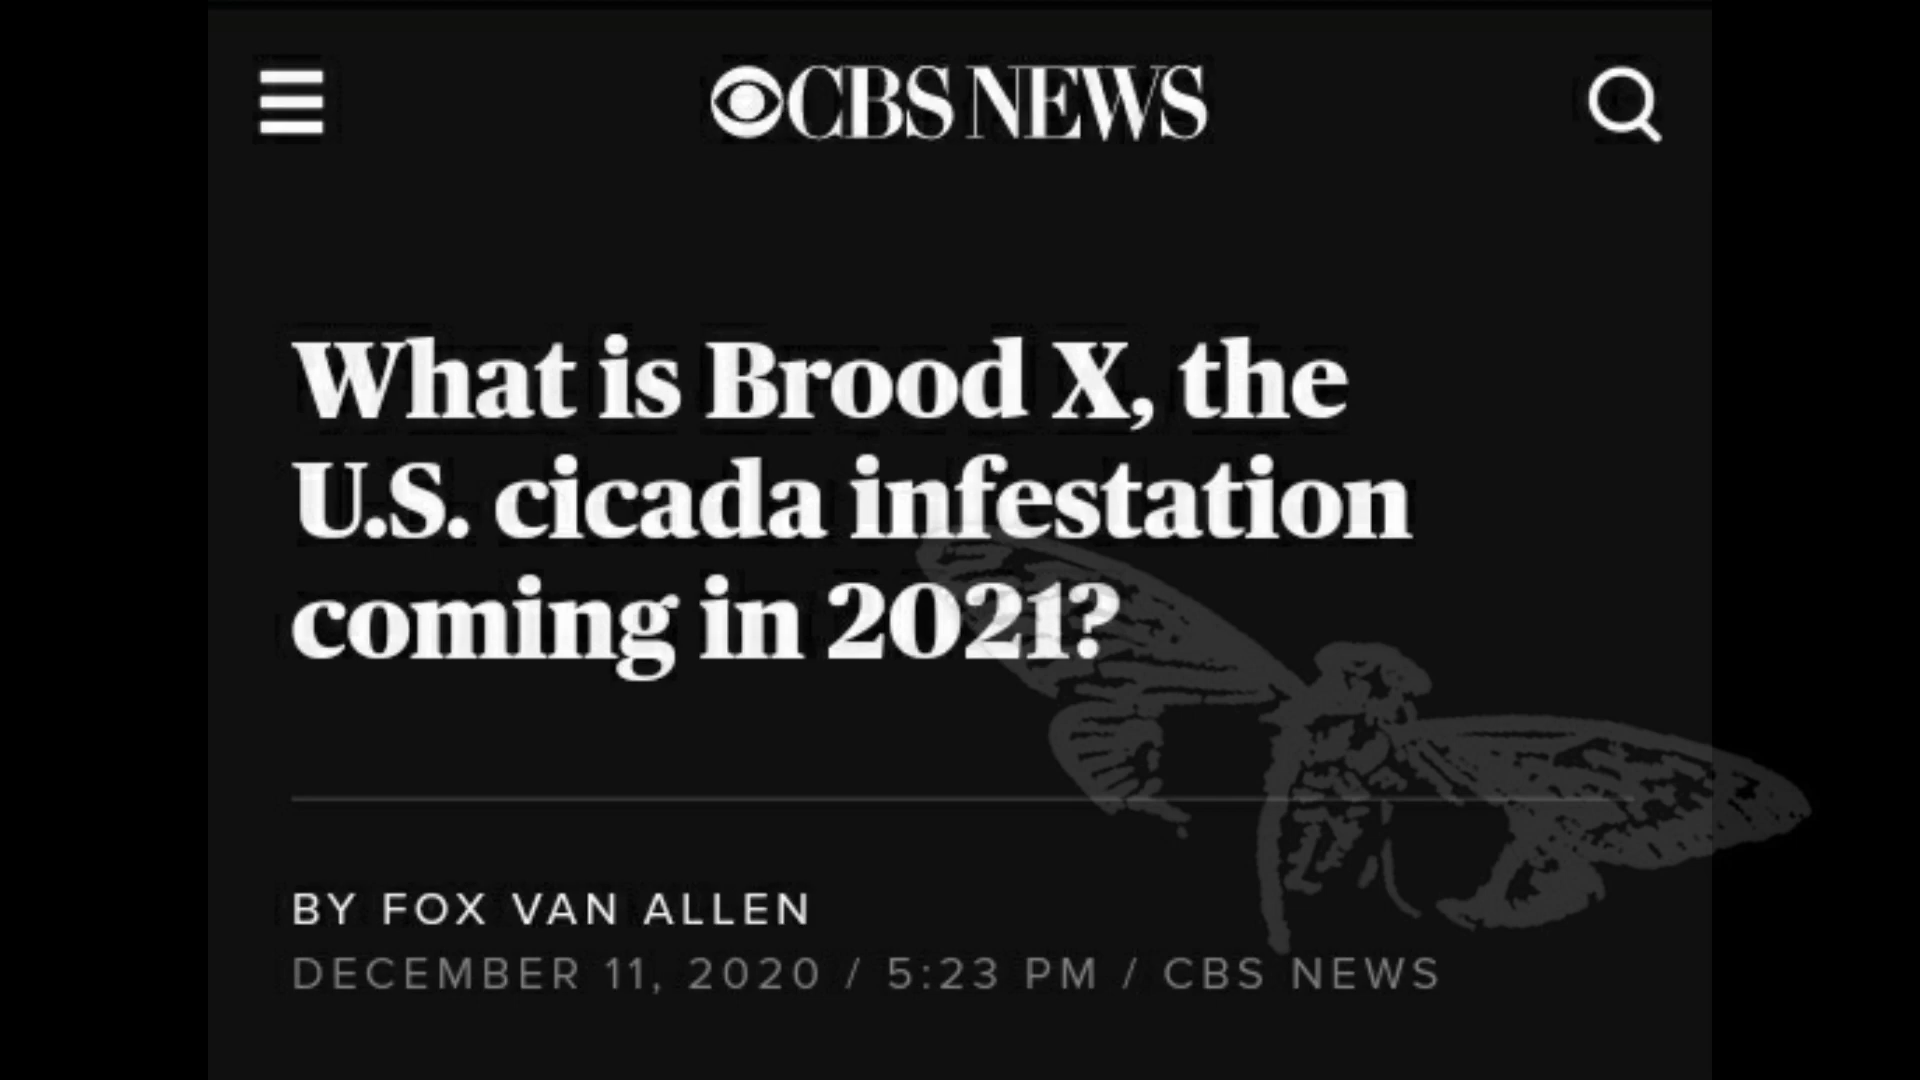 CBS NEWS
What is Brood X, the
U.S. cicada infestation
coming in 2021?
BY FOX VAN ALLEN
DECEMBER 11, 2020 / 5:23 PM / CBS NEWS